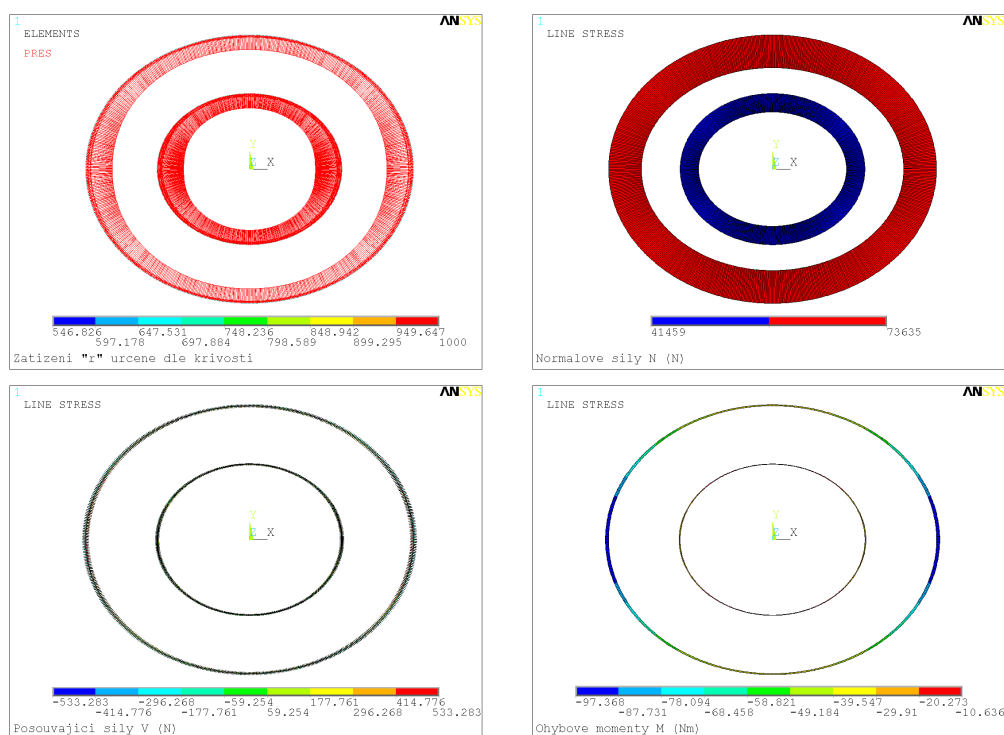 1
ANSYS
ELEMENTS
PRES
Y
Z X
546.826 647.531 748.236 848.942 949.647
597.178 697.884 798.589 899.295 1000
Zatizeni "r" urcene dle krivosti
1
ANSYS
LINE STRESS
Y
Z X
41459 73635
Normalove sily N (N)
1
ANSYS
LINE STRESS
Y
Z X
-533.283 -296.268 -59.254 177.761 414.776
-414.776 -177.761 59.254 296.268 533.283
Posouvajici sily V (N)
1
ANSYS
LINE STRESS
Y
Z X
-97.368 -78.094 -58.821 -39.547 -20.273
-87.731 -68.458 -49.184 -29.91 -10.636
Ohybove momenty M (Nm)